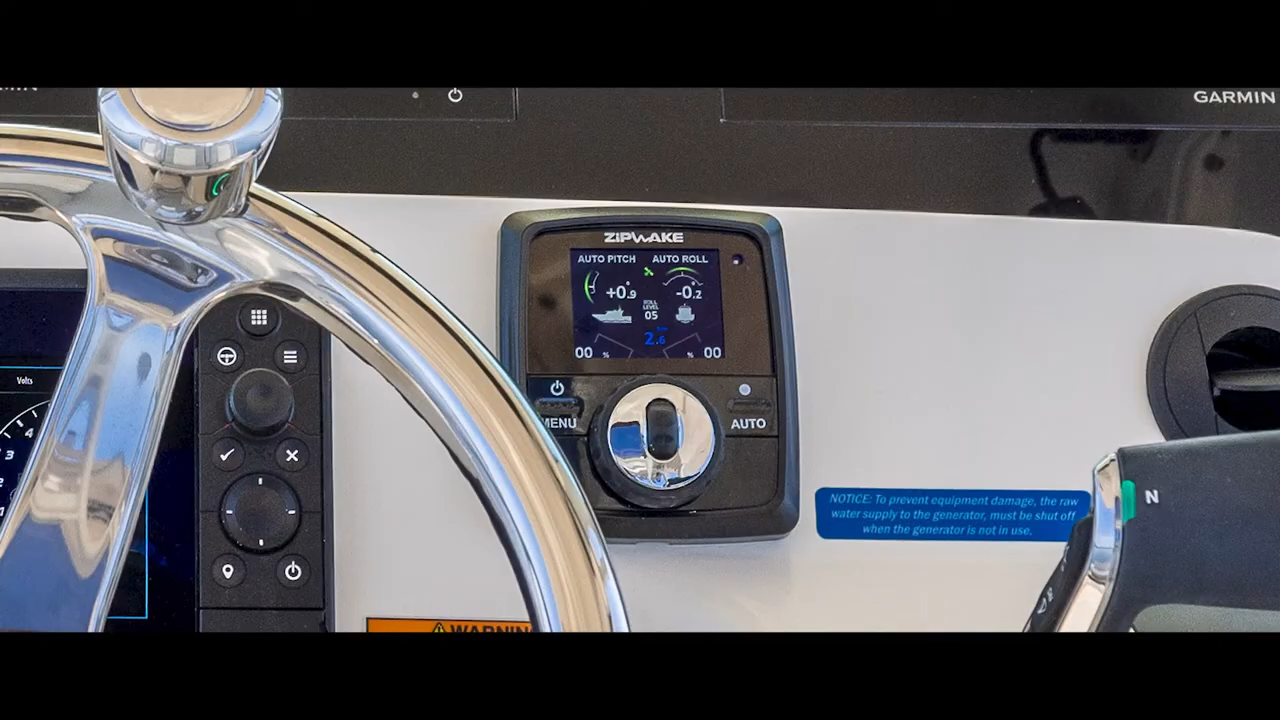 GARMIN
ZIPWAKE
AUTO PITCH AUTO ROLL
+0.9 -0.2
ROLL
LEVEL
05
2.6
00 % % 00
MENU AUTO
Volts
4
3
NOTICE: To prevent equipment damage, the raw
water supply to the generator, must be shut off
when the generator is not in use.
N
WARNIN